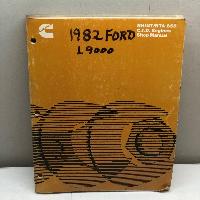 1982 FORD
L9000
NH/NT/NTA 855
C.I.D. Engines
Shop Manual